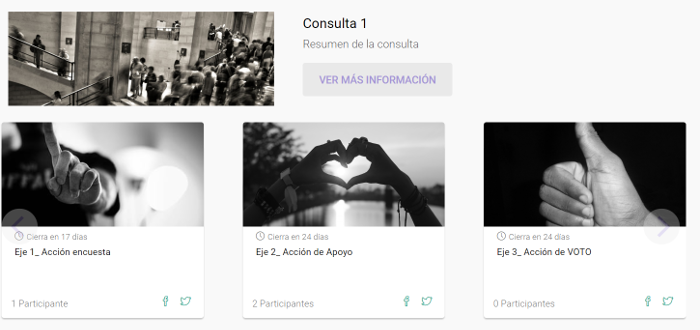 Consulta 1
Resumen de la consulta
VER MÁS INFORMACIÓN
Cierra en 17 días
Eje 1_ Acción encuesta
1 Participante
Cierra en 24 días
Eje 2_ Acción de Apoyo
2 Participantes
Cierra en 24 días
Eje 3_ Acción de VOTO
0 Participantes